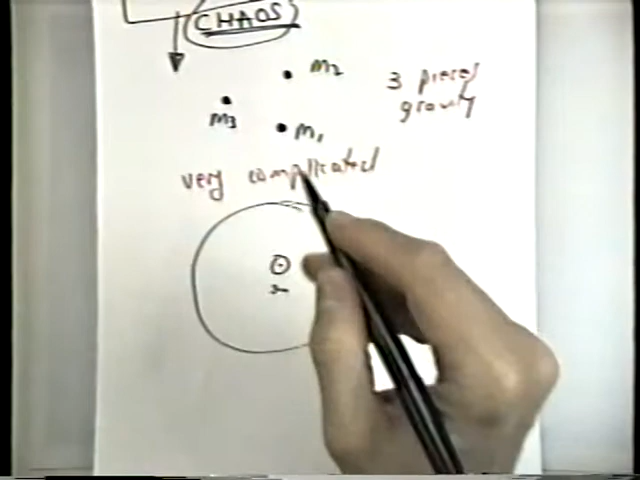 CHAOS
m2
3 pieces
gravity
m3
m1
very complicated